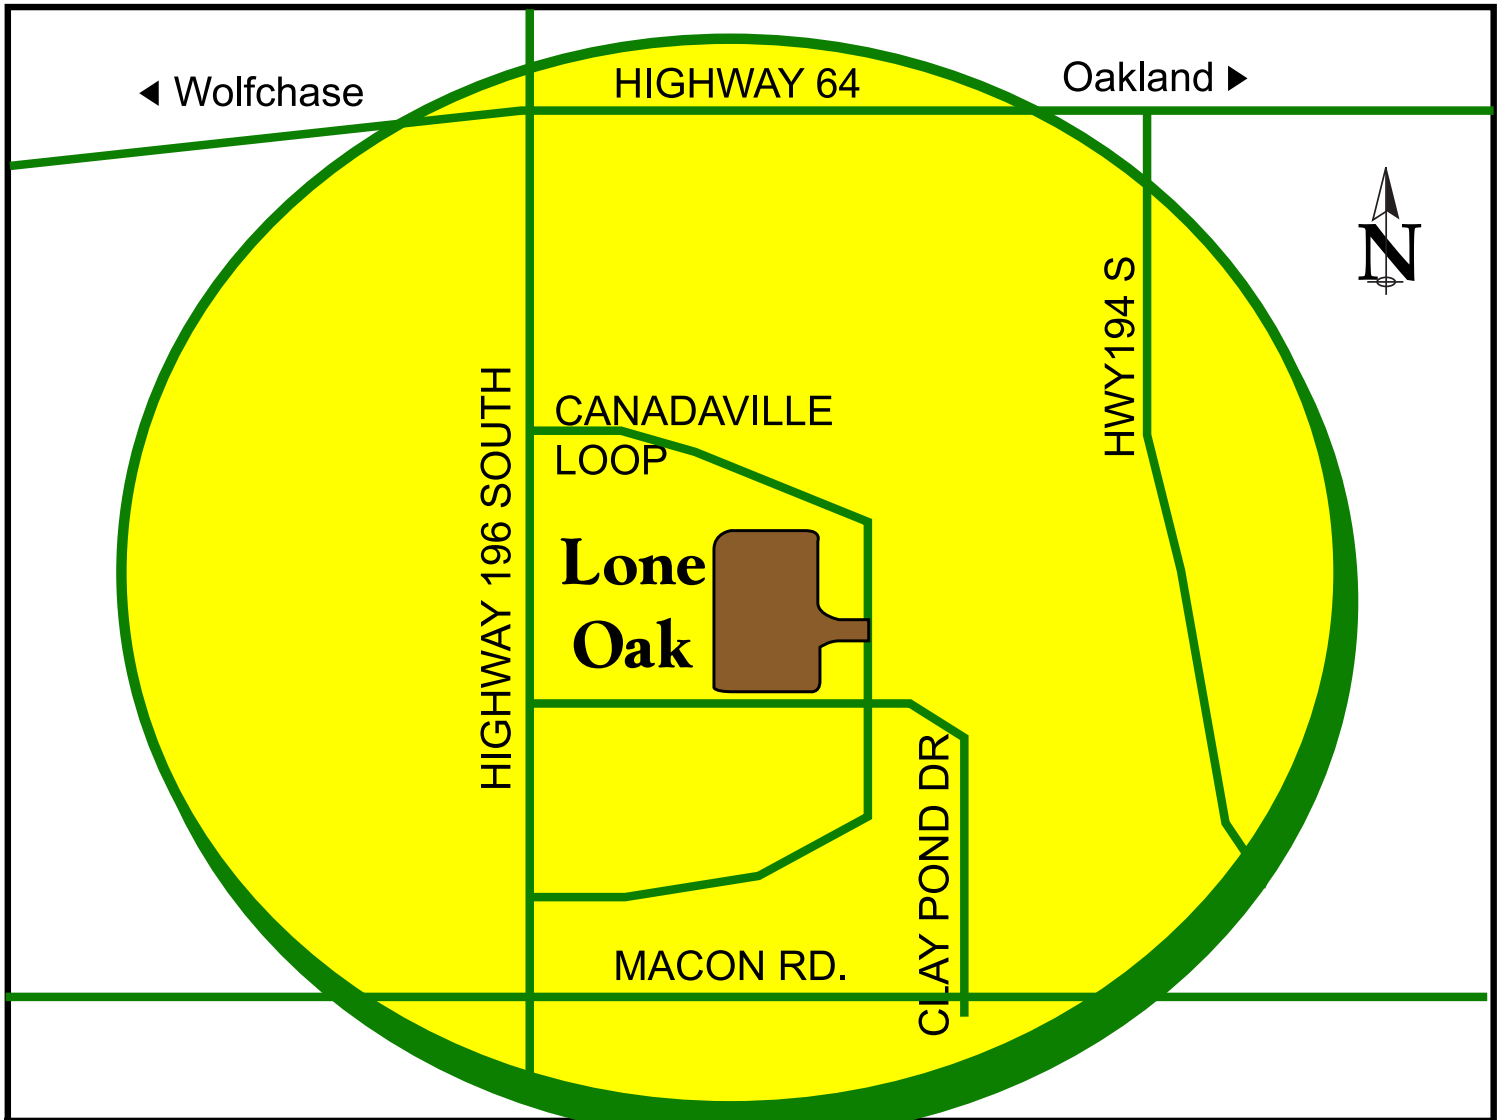 Wolfchase
HIGHWAY 64
Oakland
N
HWY194 S
HIGHWAY 196 SOUTH
CANADAVILLE
LOOP
Lone
Oak
CLAY POND DR
MACON RD.